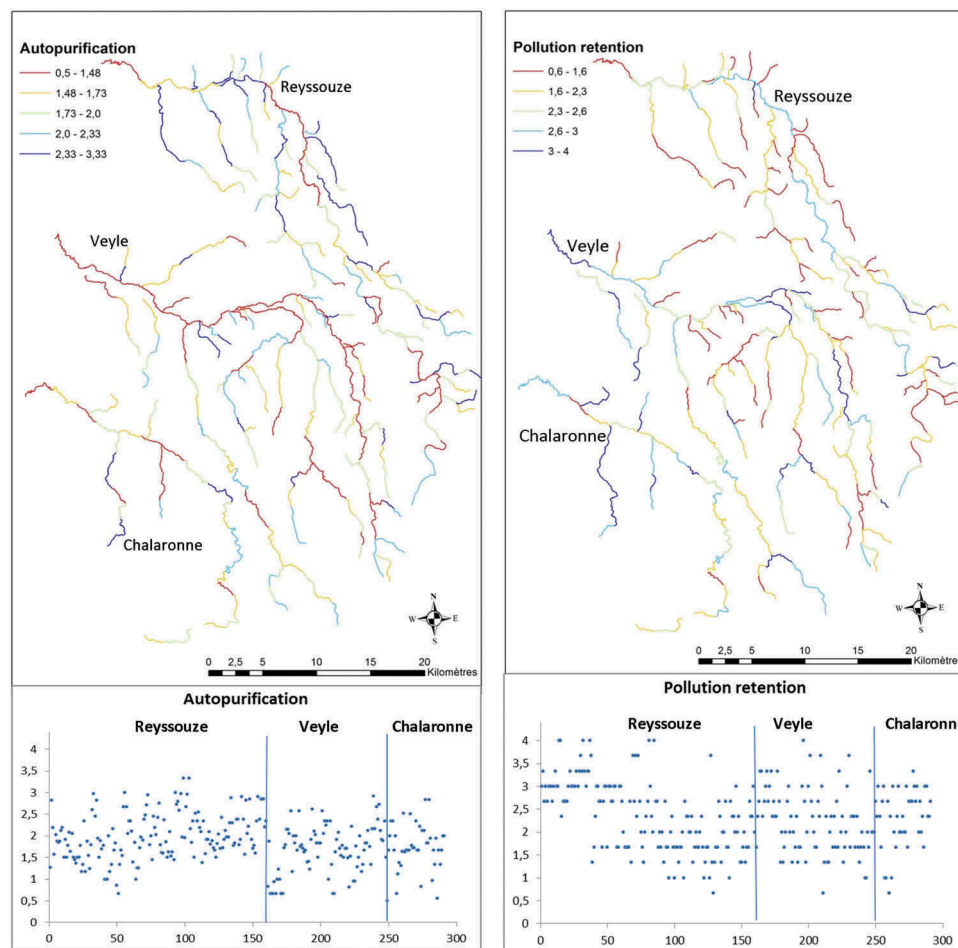 Autopurification
0,5 - 1,48
1,48 - 1,73
1,73 - 2,0
2,0 - 2,33
2,33 - 3,33
Reyssouze
Veyle
Chalaronne
N
W E
S
0 2,5 5 10 15 20
Kilomètres
Pollution retention
0,6 - 1,6
1,6 - 2,3
2,3 - 2,6
2,6 - 3
3 - 4
Reyssouze
Veyle
Chalaronne
N
W E
S
0 2,5 5 10 15 20
Kilomètres
Autopurification
Reyssouze Veyle Chalaronne
4
3,5
3
2,5
2
1,5
1
0,5
0
0 50 100 150 200 250 300
Pollution retention
Reyssouze Veyle Chalaronn
4
3,5
3
2,5
2
1,5
1
0,5
0
0 50 100 150 200 250 300